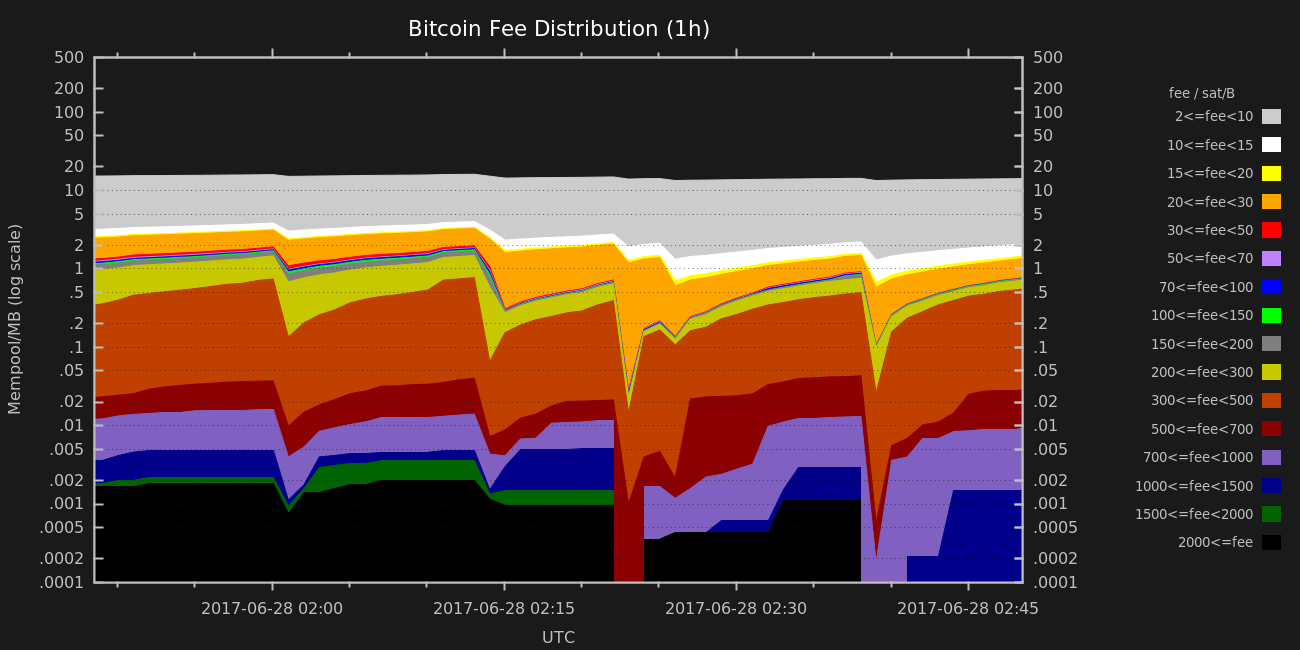 Bitcoin Fee Distribution (1h)
Mempool/MB (log scale)
500
200
100
50
20
10
5
2
1
.5
.2
.1
.05
.02
.01
.005
.002
.001
.0005
.0002
.0001
500
200
100
50
20
10
5
2
1
.5
.2
.1
.05
.02
.01
.005
.002
.001
.0005
.0002
.0001
2017-06-28 02:00
2017-06-28 02:15
2017-06-28 02:30
2017-06-28 02:45
UTC
fee / sat/B
2<=fee<10
10<=fee<15
15<=fee<20
20<=fee<30
30<=fee<50
50<=fee<70
70<=fee<100
100<=fee<150
150<=fee<200
200<=fee<300
300<=fee<500
500<=fee<700
700<=fee<1000
1000<=fee<1500
1500<=fee<2000
2000<=fee